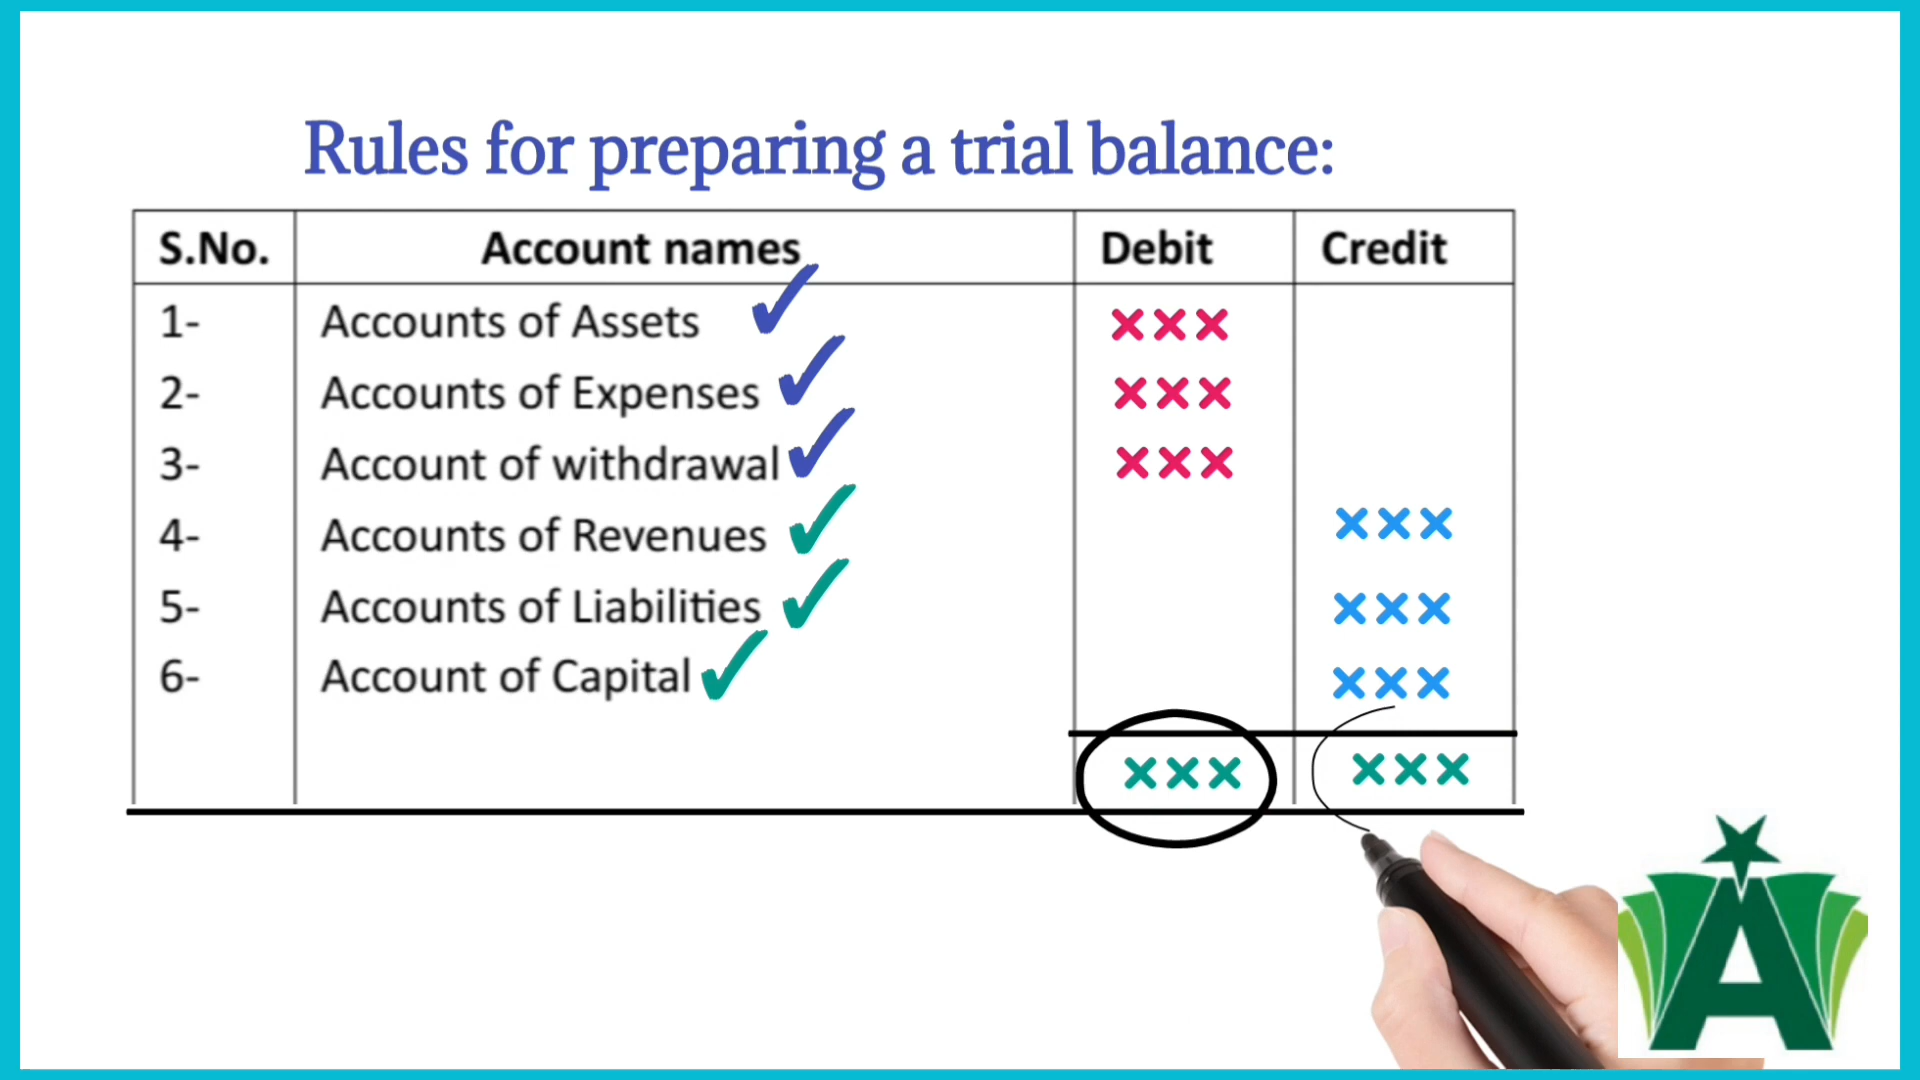 Rules for preparing a trial balance:
S.No. Account names Debit Credit
1- Accounts of Assets ×××
2- Accounts of Expenses ×××
3- Account of withdrawal ×××
4- Accounts of Revenues ×××
5- Accounts of Liabilities ×××
6- Account of Capital ×××
××× ×××
A